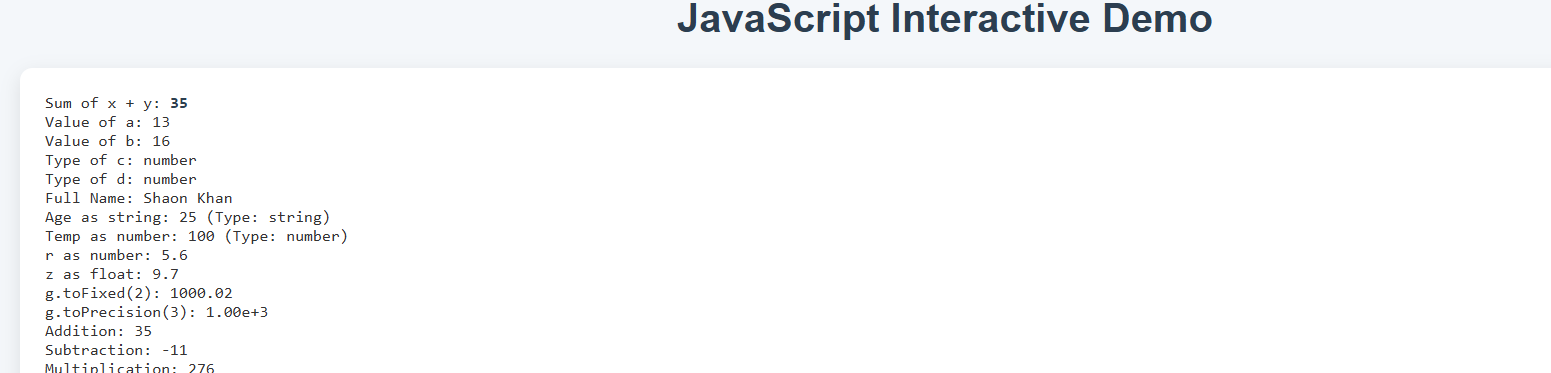 JavaScript Interactive Demo
Sum of x + y: 35
Value of a: 13
Value of b: 16
Type of c: number
Type of d: number
Full Name: Shaon Khan
Age as string: 25 (Type: string)
Temp as number: 100 (Type: number)
r as number: 5.6
z as float: 9.7
g.toFixed(2): 1000.02
g.toPrecision(3): 1.00e+3
Addition: 35
Subtraction: -11
Multiplication: 276